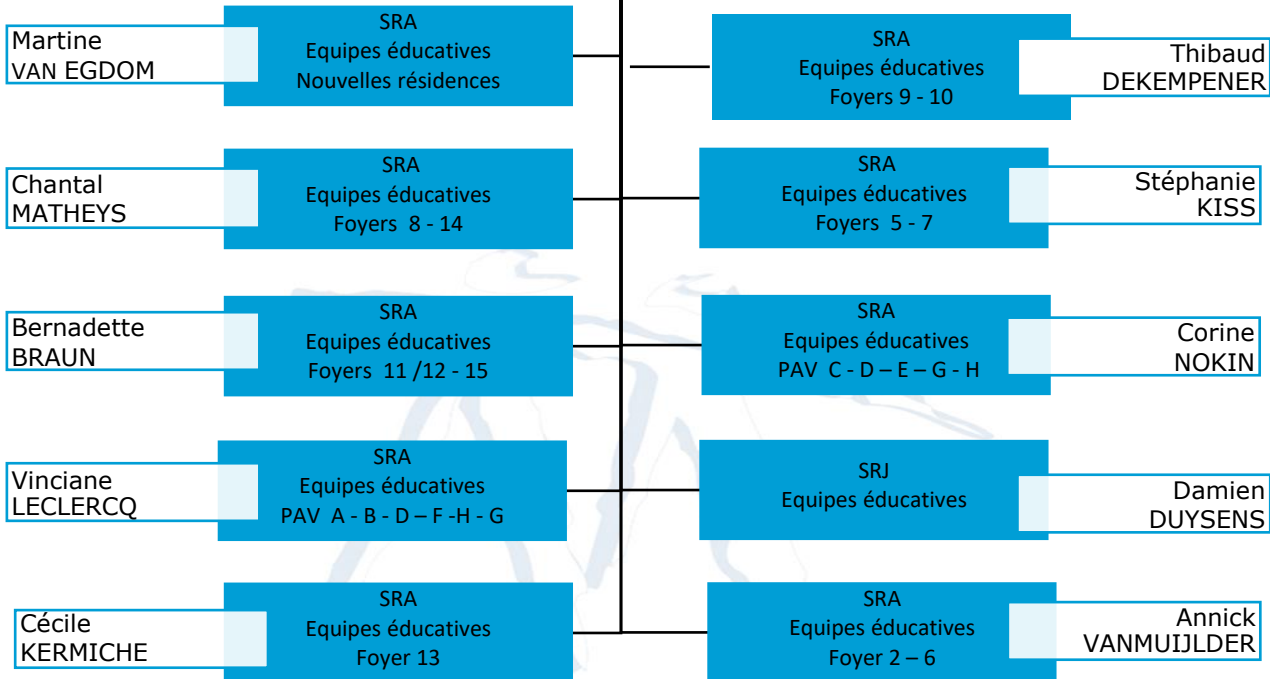 Martine
VAN EGDOM
SRA
Equipes éducatives
Nouvelles résidences
SRA
Equipes éducatives
Foyers 9 - 10
Thibaud
DEKEMPENER
Chantal
MATHEYS
SRA
Equipes éducatives
Foyers 8 - 14
SRA
Equipes éducatives
Foyers 5 - 7
Stéphanie
KISS
Bernadette
BRAUN
SRA
Equipes éducatives
Foyers 11 /12 - 15
SRA
Equipes éducatives
PAV C - D – E – G - H
Corine
NOKIN
Vinciane
LECLERCQ
SRA
Equipes éducatives
PAV A - B - D – F -H - G
SRJ
Equipes éducatives
Damien
DUYSENS
Cécile
KERMICHE
SRA
Equipes éducatives
Foyer 13
SRA
Equipes éducatives
Foyer 2 – 6
Annick
VANMUIJLDER